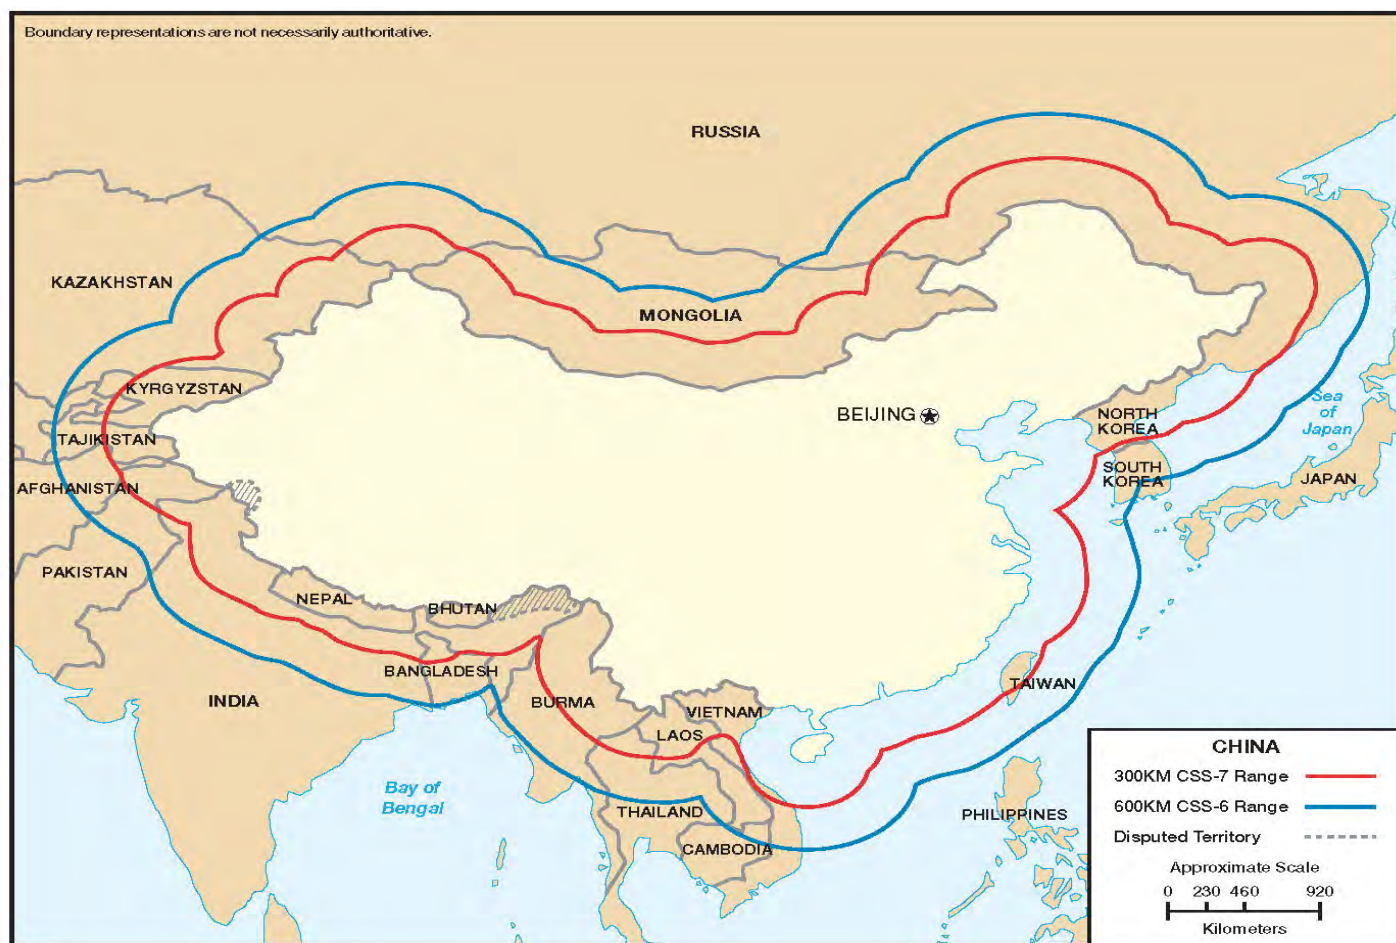 Boundary representations are not necessarily authoritative.
RUSSIA
KAZAKHSTAN
MONGOLIA
KYRGYZSTAN
BEIJING
NORTH
KOREA
Sea
of
Japan
TAJIKISTAN
SOUTH
KOREA
JAPAN
AFGHANISTAN
PAKISTAN
NEPAL
BHUTAN
BANGLADESH
TAIWAN
INDIA
BURMA
VIETNAM
LAOS
Bay of
Bengal
THAILAND
PHILIPPINES
CAMBODIA
CHINA
300KM CSS-7 Range
600KM CSS-6 Range
Disputed Territory
Approximate Scale
0 230 460 920
Kilometers